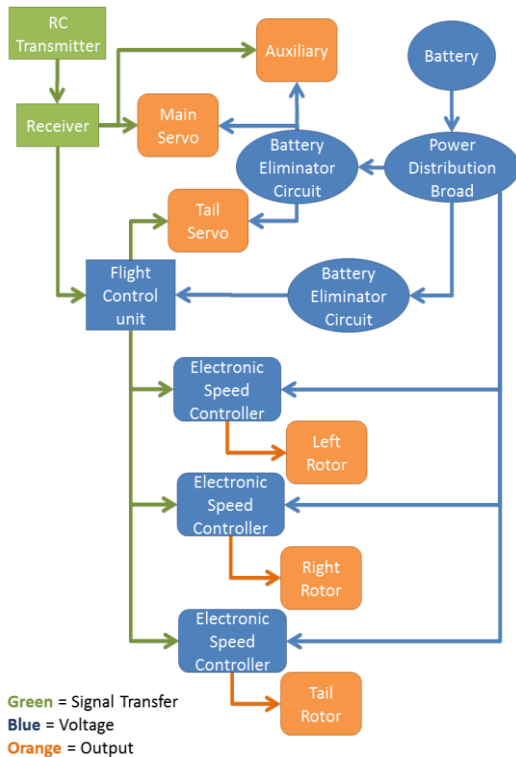 RC
Transmitter
Auxiliary
Battery
Receiver
Main
Servo
Battery
Eliminator
Circuit
Power
Distribution
Broad
Tail
Servo
Flight
Control
unit
Battery
Eliminator
Circuit
Electronic
Speed
Controller
Left
Rotor
Electronic
Speed
Controller
Right
Rotor
Electronic
Speed
Controller
Tail
Rotor
Green = Signal Transfer
Blue = Voltage
Orange = Output